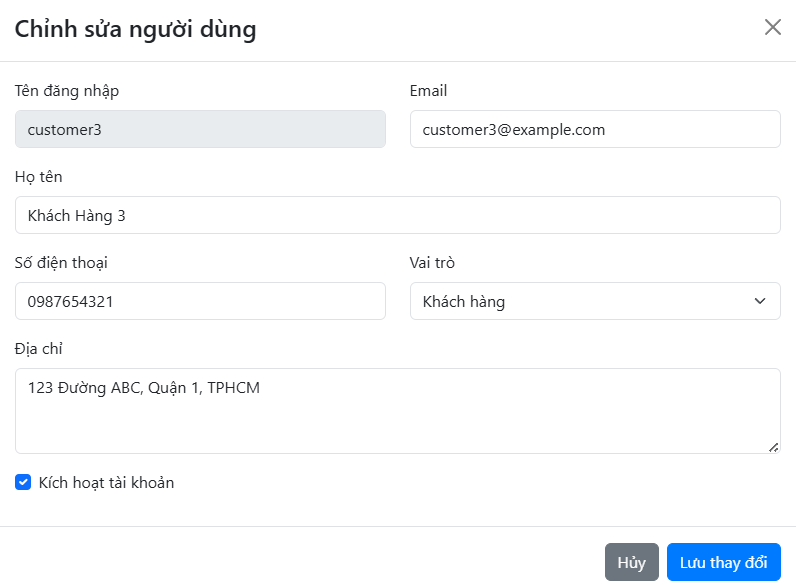 Chỉnh sửa người dùng
Tên đăng nhập
Email
customer3
customer3@example.com
Họ tên
Khách Hàng 3
Số điện thoại
Vai trò
0987654321
Khách hàng
Địa chỉ
123 Đường ABC, Quận 1, TPHCM
Kích hoạt tài khoản
Hủy
Lưu thay đổi